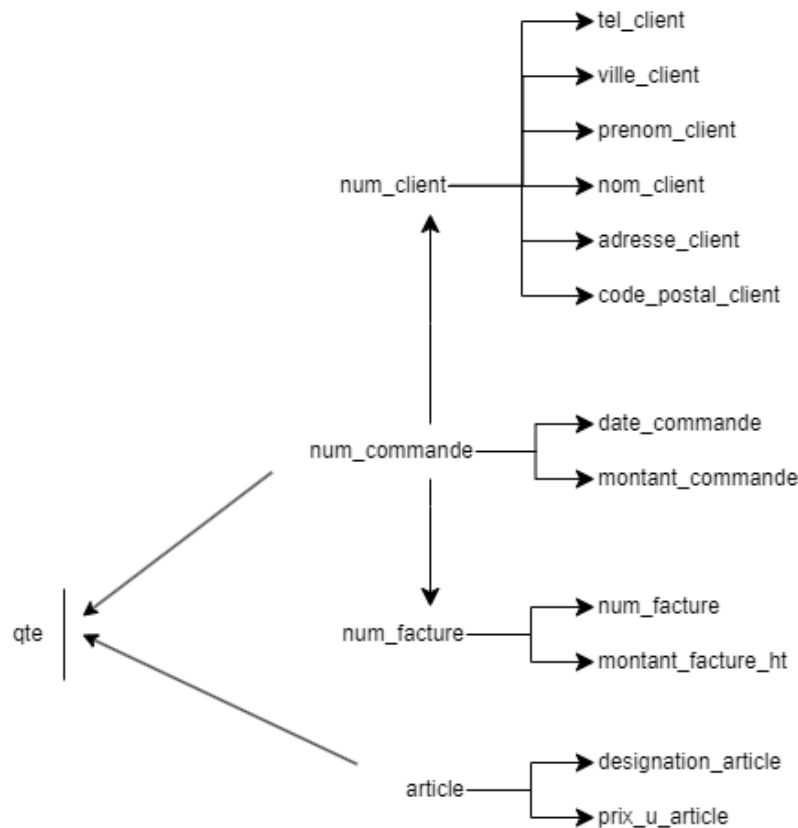 tel_client
ville_client
prenom_client
num_client
nom_client
adresse_client
code_postal_client
date_commande
num_commande
montant_commande
num_facture
qte
num_facture
montant_facture_ht
designation_article
article
prix_u_article